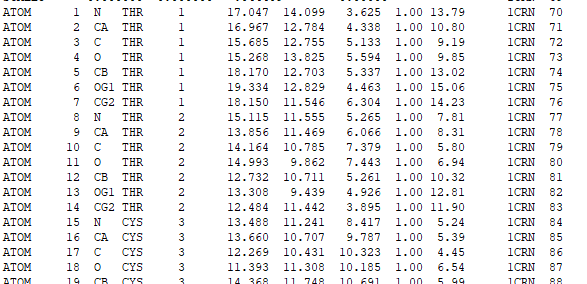 ATOM 1 N THR 1 17.047 14.099 3.625 1.00 13.79 1CRN 70
ATOM 2 CA THR 1 16.967 12.784 4.338 1.00 10.80 1CRN 71
ATOM 3 C THR 1 15.685 12.755 5.133 1.00 9.19 1CRN 72
ATOM 4 O THR 1 15.268 13.825 5.594 1.00 9.85 1CRN 73
ATOM 5 CB THR 1 18.170 12.703 5.337 1.00 13.02 1CRN 74
ATOM 6 OG1 THR 1 19.334 12.829 4.463 1.00 15.06 1CRN 75
ATOM 7 CG2 THR 1 18.150 11.546 6.304 1.00 14.23 1CRN 76
ATOM 8 N THR 2 15.115 11.555 5.265 1.00 7.81 1CRN 77
ATOM 9 CA THR 2 13.856 11.469 6.066 1.00 8.31 1CRN 78
ATOM 10 C THR 2 14.164 10.785 7.379 1.00 5.80 1CRN 79
ATOM 11 O THR 2 14.993 9.862 7.443 1.00 6.94 1CRN 80
ATOM 12 CB THR 2 12.732 10.711 5.261 1.00 10.32 1CRN 81
ATOM 13 OG1 THR 2 13.308 9.439 4.926 1.00 12.81 1CRN 82
ATOM 14 CG2 THR 2 12.484 11.442 3.895 1.00 11.90 1CRN 83
ATOM 15 N CYS 3 13.488 11.241 8.417 1.00 5.24 1CRN 84
ATOM 16 CA CYS 3 13.660 10.707 9.787 1.00 5.39 1CRN 85
ATOM 17 C CYS 3 12.269 10.431 10.323 1.00 4.45 1CRN 86
ATOM 18 O CYS 3 11.393 11.308 10.185 1.00 6.54 1CRN 87
ATOM 19 CB CYS 3 14.368 11.748 10.691 1.00 5.99 1CRN 88